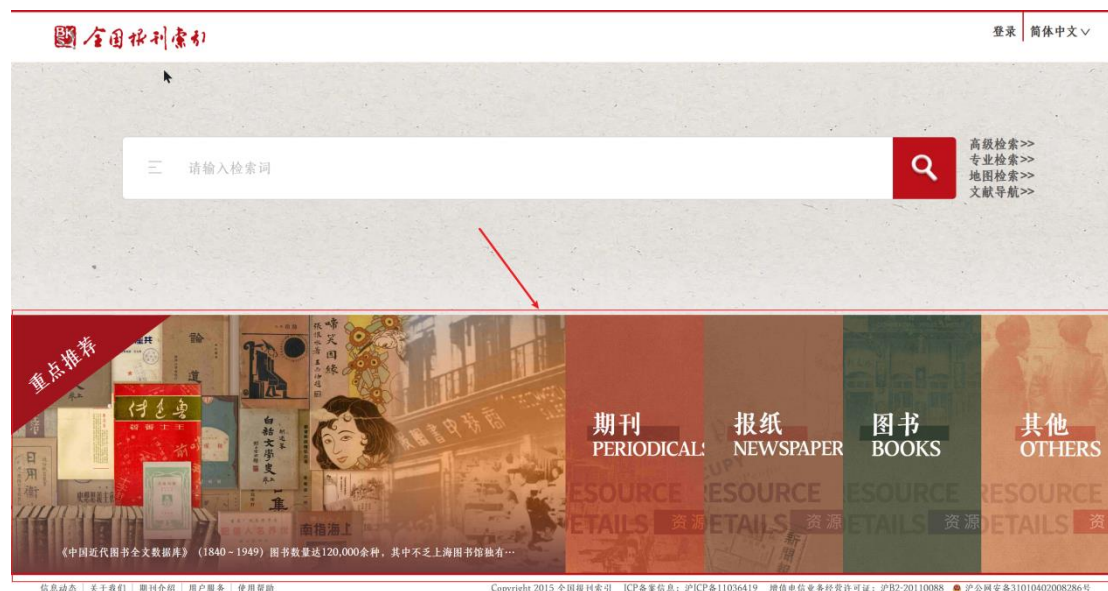 全国报刊索引
登录 简体中文
请输入检索词
高级检索>>
专业检索>>
地图检索>>
文献导航>>
重点推荐
期刊
PERIODICALS
报纸
NEWSPAPER
图书
BOOKS
其他
OTHERS
资源
资源
资源
《中国近代图书全文数据库》（1840~1949）图书数量达120,000余种，其中不乏上海图书馆独有…
信息动态 | 关于我们 | 期刊介绍 | 用户服务 | 使用帮助
Copyright 2015 全国报刊索引 ICP备案信息：沪ICP备11036419 增值电信业务经营许可证：沪B2-20110088 沪公网安备31010402008286号